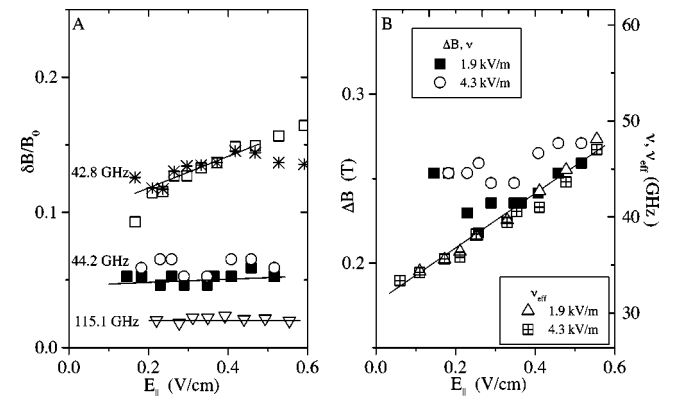 A
B
ΔB, ν
1.9 kV/m
4.3 kV/m
ν_eff
1.9 kV/m
4.3 kV/m
42.8 GHz
44.2 GHz
115.1 GHz
δB/B₀
0.2
0.1
0.0
0.0
0.2
0.4
0.6
E∥ (V/cm)
ΔB (T)
0.3
0.2
0.0
0.2
0.4
0.6
E∥ (V/cm)
60
50
40
30
ν, ν_eff (GHz)